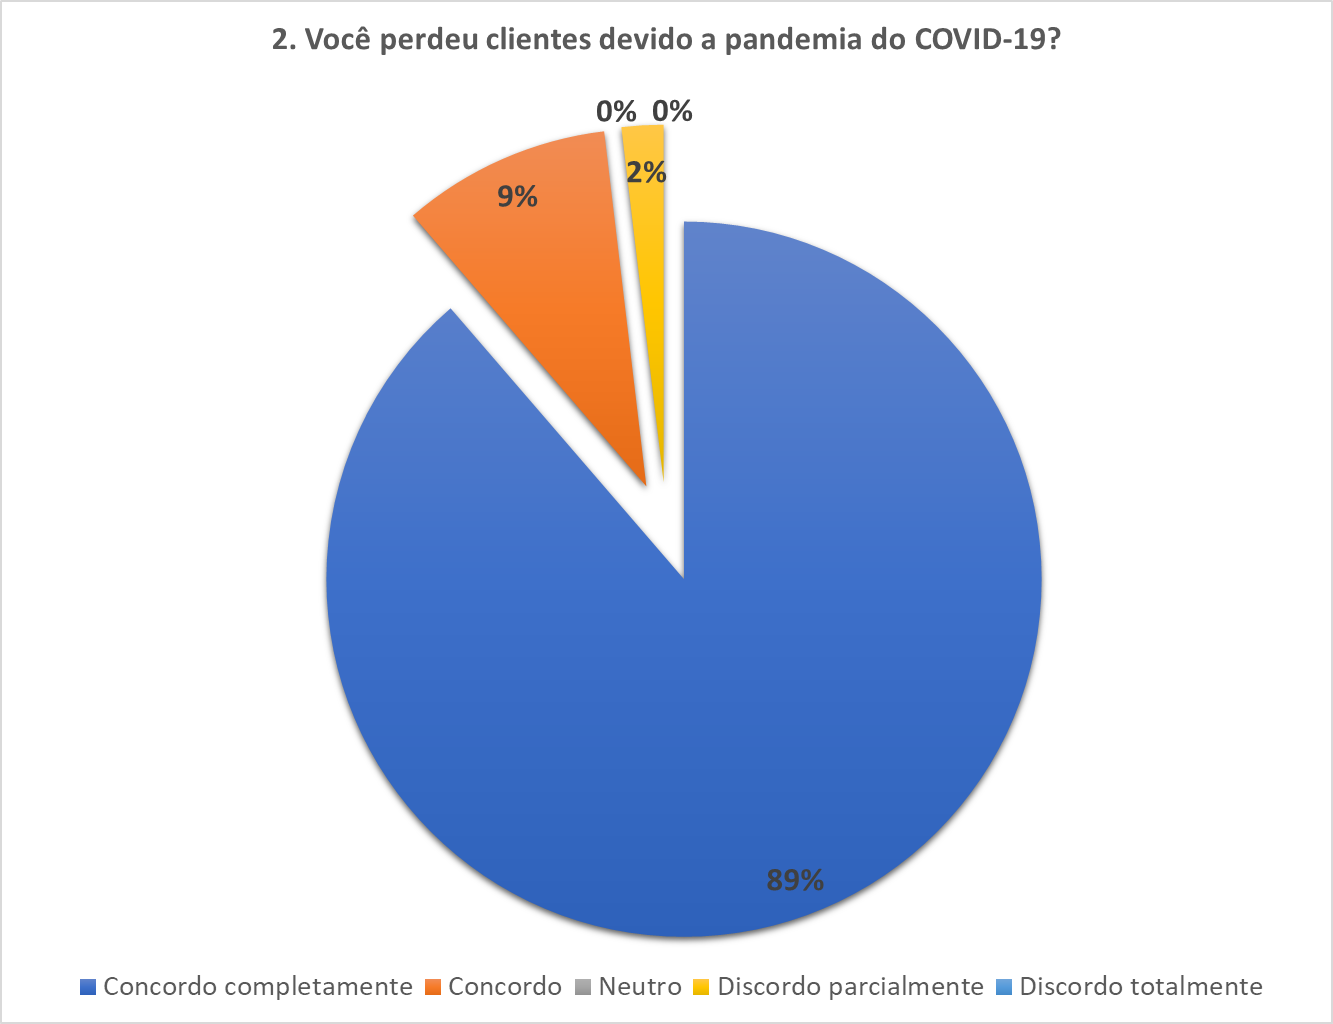 2. Você perdeu clientes devido a pandemia do COVID-19?
0% 0%
2%
9%
89%
Concordo completamente Concordo Neutro Discordo parcialmente Discordo totalmente